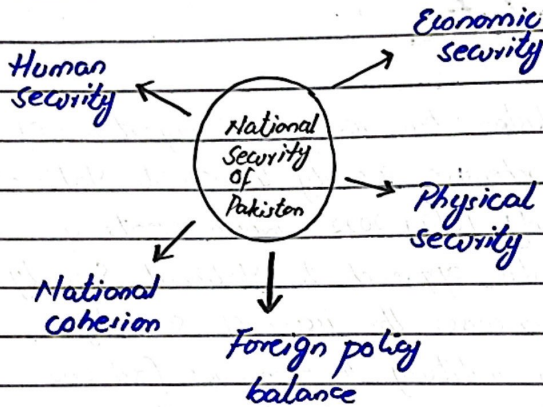 Economic
security
Human
security
National
Security
of
Pakistan
Physical
security
National
cohesion
Foreign policy
balance